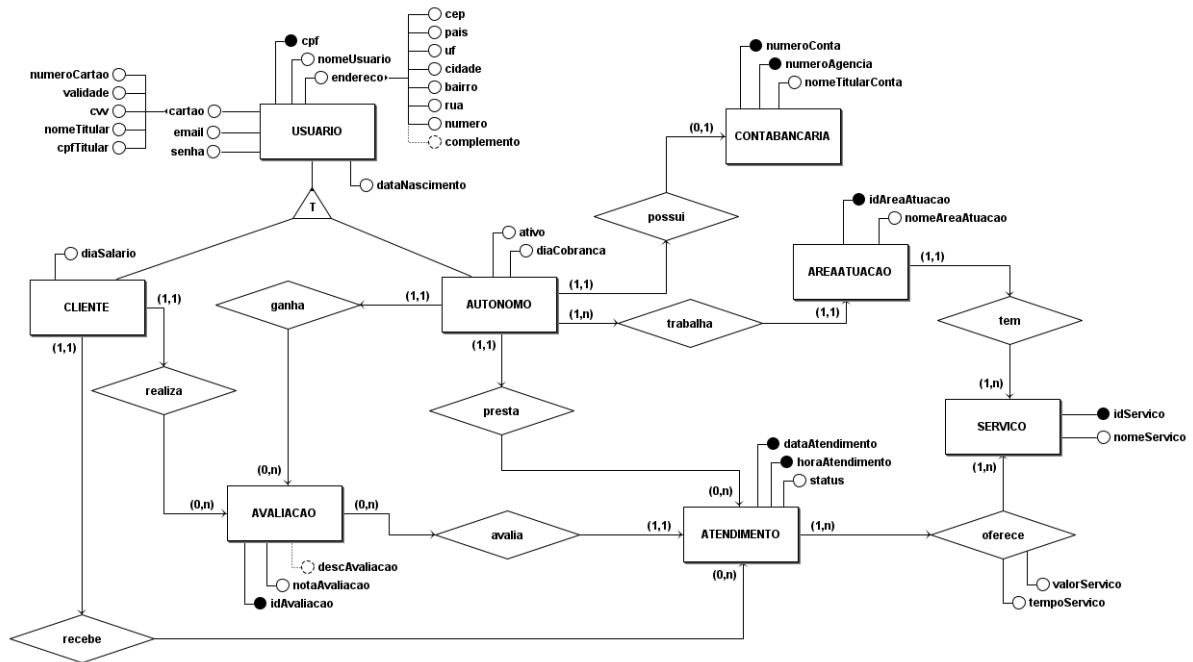 cep
cpf
pais
nomeUsuario
uf
numeroConta
numeroCartao
endereco
cidade
numeroAgencia
validade
bairro
nomeTitularConta
cvv
cartao
rua
nomeTitular
email
USUARIO
numero
(0,1)
CONTABANCARIA
cpfTitular
senha
complemento
dataNascimento
idAreaAtuacao
T
possui
nomeAreaAtuacao
ativo
diaSalario
diaCobranca
AREAATUACAO
(1,1)
CLIENTE
(1,1)
ganha
(1,1)
AUTONOMO
(1,1)
(1,n)
trabalha
(1,1)
tem
(1,1)
(1,1)
realiza
presta
(1,n)
idServico
SERVICO
nomeServico
dataAtendimento
horaAtendimento
(0,n)
(1,n)
status
(0,n)
(0,n)
AVALIACAO
(0,n)
avalia
(1,1)
ATENDIMENTO
(1,n)
oferece
descAvaliacao
(0,n)
notaAvaliacao
valorServico
idAvaliacao
tempoServico
recebe